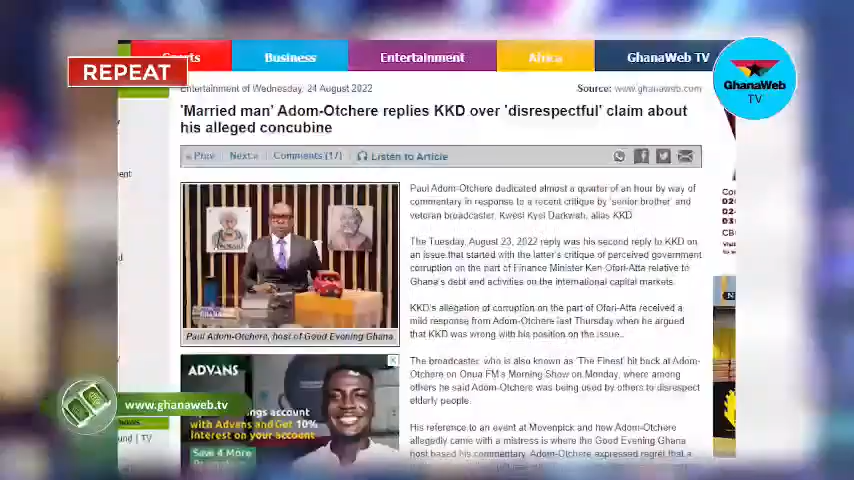 REPEAT
Sports
Business
Entertainment
Africa
GhanaWeb TV
GhanaWeb
TV
Entertainment of Wednesday, 24 August 2022
Source: www.ghanaweb.com
'Married man' Adom-Otchere replies KKD over 'disrespectful' claim about
his alleged concubine
« Prev
Next »
Comments (17)
Listen to Article
Paul Adom-Otchere dedicated almost a quarter of an hour by way of
commentary in response to a recent critique by 'senior brother' and
veteran broadcaster, Kwesi Kyei Darkwah, alias KKD
The Tuesday, August 23, 2022 reply was his second reply to KKD on
an issue that started with the latter's critique of perceived government
corruption on the part of Finance Minister Ken Ofori-Atta relative to
Ghana's debt and activities on the international capital markets.
KKD's allegation of corruption on the part of Ofori-Atta received a
mild response from Adom-Otchere last Thursday when he argued
that KKD was wrong with his position on the issue..
Paul Adom-Otchere, host of Good Evening Ghana
The broadcaster, who is also known as 'The Finest' hit back at Adom-
Otchere on Onua FM's Morning Show on Monday, where among
others he said Adom-Otchere was being used by others to disrespect
elderly people.
His reference to an event at Movenpick and how Adom-Otchere
allegedly came with a mistress is where the Good Evening Ghana
host based his commentary. Adom-Otchere expressed regret that a
ADVANS
ngs account
with Advans and Get 10%
Interest on your account
Save 4 More
www.ghanaweb.tv
ent
ound | TV
Co
02
02
03
CB